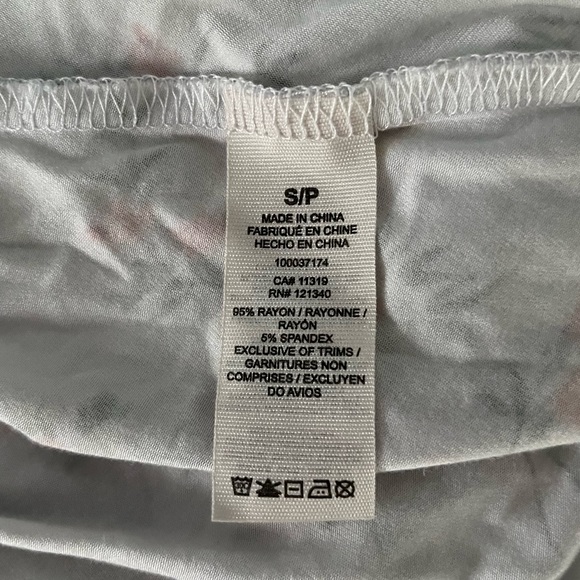 S/P
MADE IN CHINA
FABRIQUÉ EN CHINE
HECHO EN CHINA
100037174
CA# 11319
RN# 121340
95% RAYON / RAYONNE /
RAYÓN
5% SPANDEX
EXCLUSIVE OF TRIMS /
GARNITURES NON
COMPRISES / EXCLUYEN
DO AVIOS